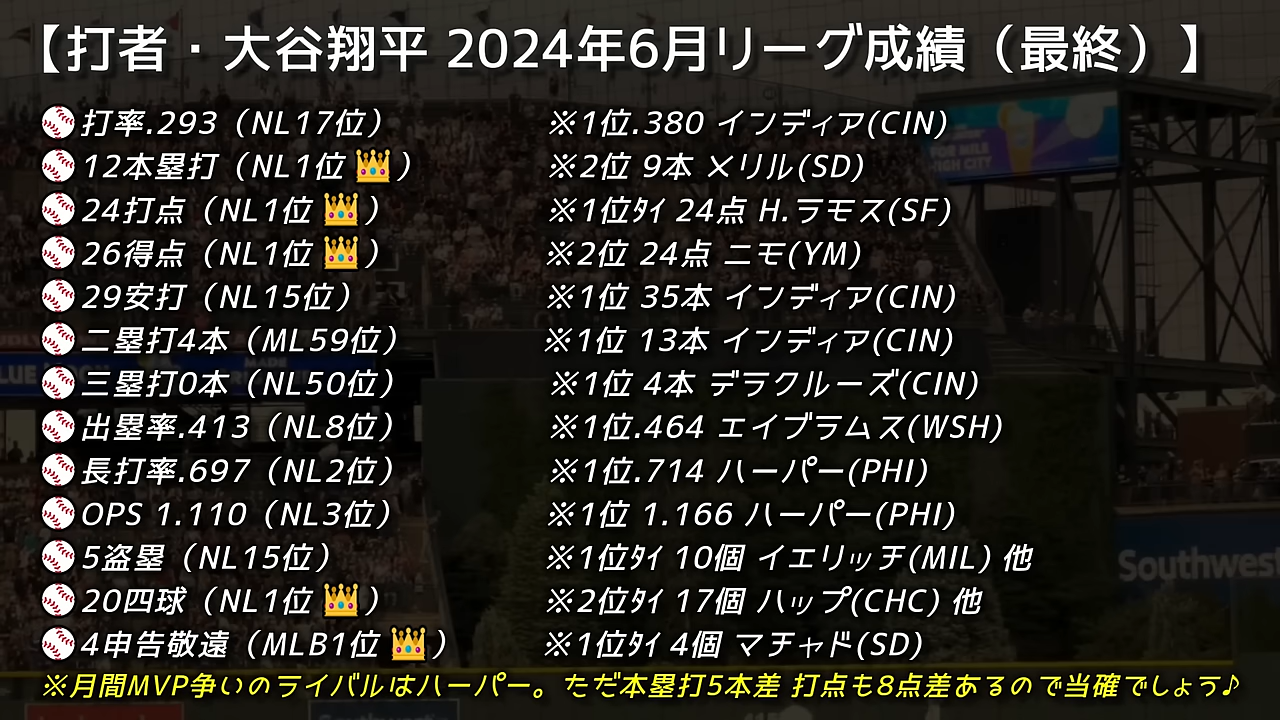 【打者・大谷翔平 2024年6月リーグ成績（最終）】
打率.293（NL17位） ※1位.380 インディア(CIN)
12本塁打（NL1位👑） ※2位 9本 メリル(SD)
24打点（NL1位👑） ※1位ﾀｲ 24点 H.ラモス(SF)
26得点（NL1位👑） ※2位 24点 ニモ(YM)
29安打（NL15位） ※1位 35本 インディア(CIN)
二塁打4本（ML59位） ※1位 13本 インディア(CIN)
三塁打0本（NL50位） ※1位 4本 デラクルーズ(CIN)
出塁率.413（NL8位） ※1位.464 エイブラムス(WSH)
長打率.697（NL2位） ※1位.714 ハーパー(PHI)
OPS 1.110（NL3位） ※1位 1.166 ハーパー(PHI)
5盗塁（NL15位） ※1位ﾀｲ 10個 イエリッチ(MIL) 他
20四球（NL1位👑） ※2位ﾀｲ 17個 ハップ(CHC) 他
4申告敬遠（MLB1位👑） ※1位ﾀｲ 4個 マチャド(SD)
※月間MVP争いのライバルはハーパー。ただ本塁打5本差 打点も8点差あるので当確でしょう♪
Southwest